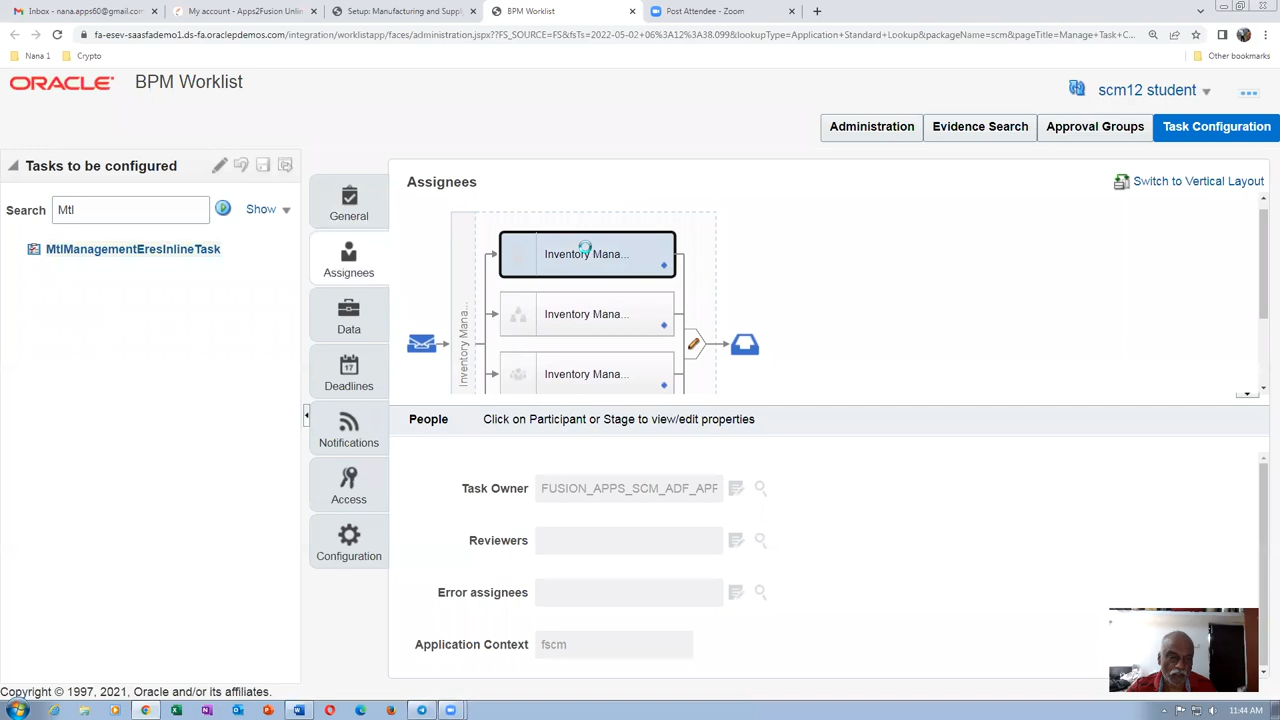 Inbox - nana.apps60@gmail.com
My account - Apps2Fusion Unlin
Setup: Manufacturing and Supply
BPM Worklist
Post Attendee - Zoom
fa-esev-saasfademo1.ds-fa.oraclepdemos.com/integration/worklistapp/faces/administration.jspx??FS_SOURCE=FS&fsTs=2022-05-02+06%3A12%3A38.099&lookupType=Application+Standard+Lookup&packageName=scm&pageTitle=Manage+Task+C...
Nana 1
Crypto
Other bookmarks
ORACLE
BPM Worklist
scm12 student
Administration
Evidence Search
Approval Groups
Task Configuration
Tasks to be configured
Search
Mtl
Show
MtlManagementEresInlineTask
General
Assignees
Data
Deadlines
Notifications
Access
Configuration
Assignees
Switch to Vertical Layout
Inventory Mana...
Inventory Mana...
Inventory Mana...
Inventory Mana...
People
Click on Participant or Stage to view/edit properties
Task Owner
FUSION_APPS_SCM_ADF_APP
Reviewers
Error assignees
Application Context
fscm
Copyright © 1997, 2021, Oracle and/or its affiliates.
11:44 AM